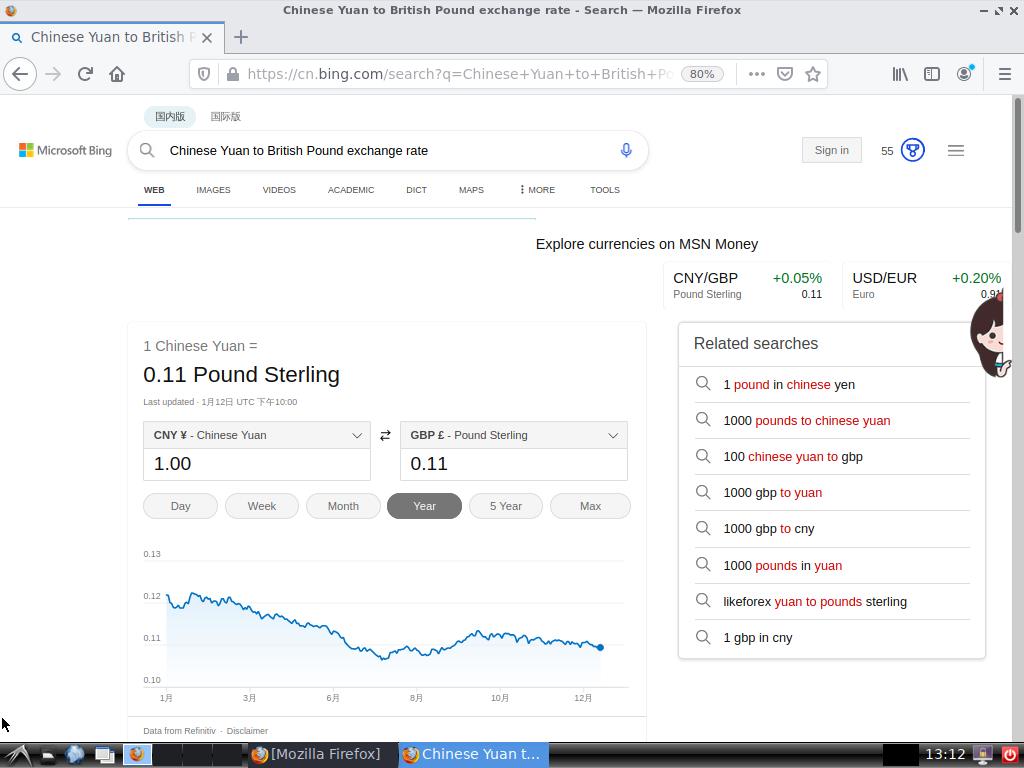 Chinese Yuan to British Pound exchange rate - Search — Mozilla Firefox
Chinese Yuan to British P
https://cn.bing.com/search?q=Chinese+Yuan+to+British+Po
80%
国内版 国际版
Microsoft Bing
Chinese Yuan to British Pound exchange rate
Sign in
55
WEB IMAGES VIDEOS ACADEMIC DICT MAPS MORE TOOLS
Explore currencies on MSN Money
CNY/GBP +0.05%
Pound Sterling 0.11
USD/EUR +0.20%
Euro 0.91
1 Chinese Yuan =
0.11 Pound Sterling
Last updated · 1月12日 UTC 下午10:00
CNY ¥ - Chinese Yuan
1.00
GBP £ - Pound Sterling
0.11
Day Week Month Year 5 Year Max
0.13
0.12
0.11
0.10
1月 3月 6月 8月 10月 12月
Data from Refinitiv · Disclaimer
Related searches
1 pound in chinese yen
1000 pounds to chinese yuan
100 chinese yuan to gbp
1000 gbp to yuan
1000 gbp to cny
1000 pounds in yuan
likeforex yuan to pounds sterling
1 gbp in cny
[Mozilla Firefox]
Chinese Yuan t...
13:12